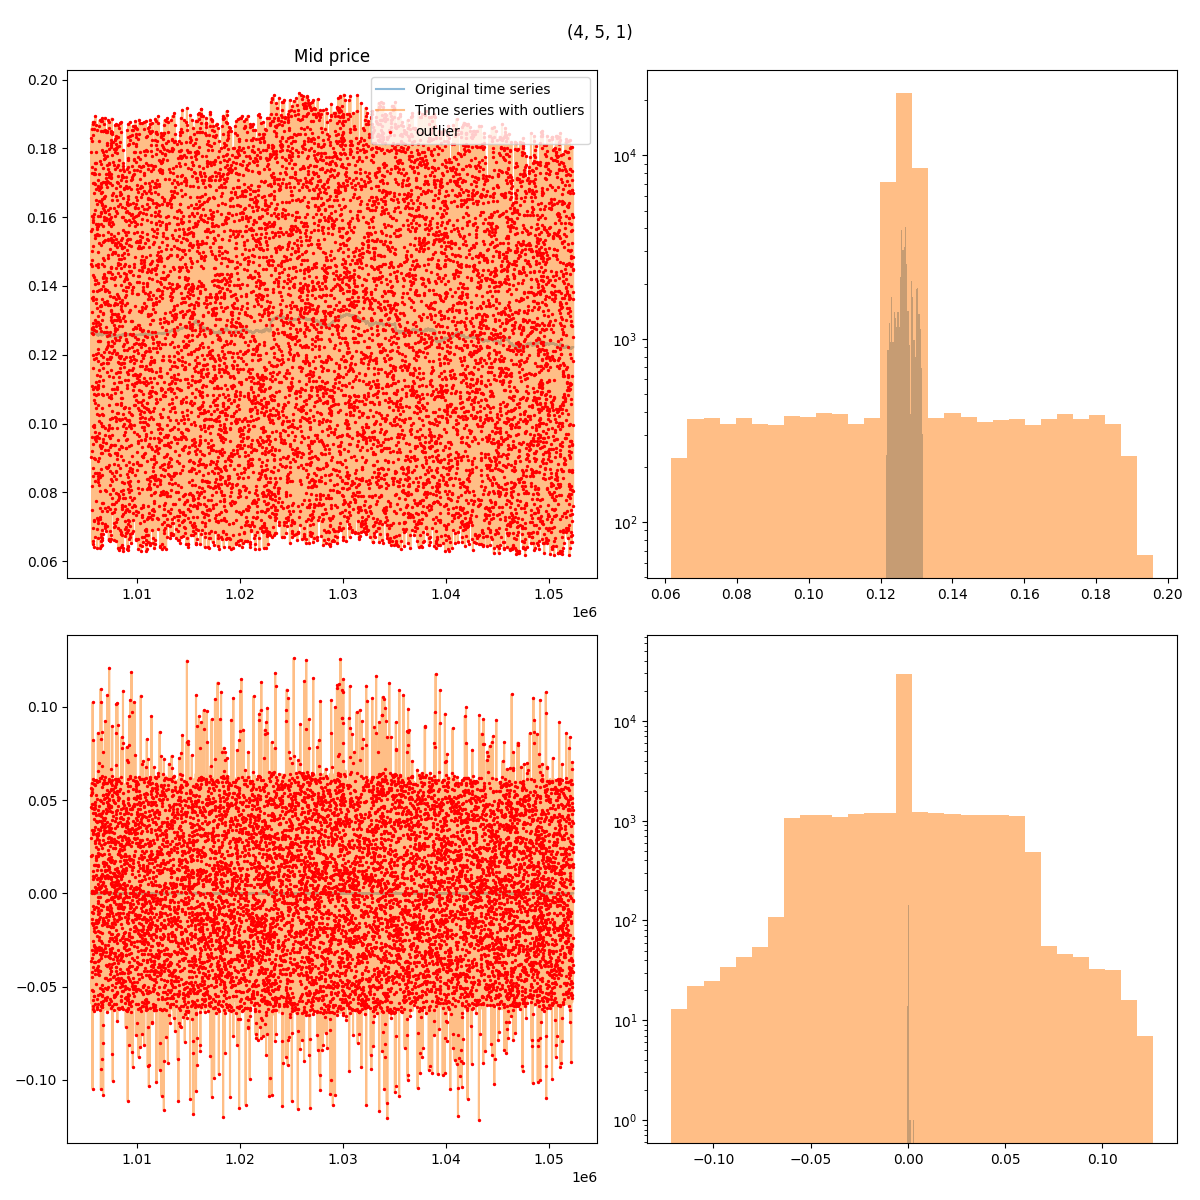 (4, 5, 1)
Mid price
Original time series
Time series with outliers
outlier
0.20
0.18
0.16
0.14
0.12
0.10
0.08
0.06
1.01 1.02 1.03 1.04 1.05
1e6
10^4
10^3
10^2
0.06 0.08 0.10 0.12 0.14 0.16 0.18 0.20
0.10
0.05
0.00
−0.05
−0.10
1.01 1.02 1.03 1.04 1.05
1e6
10^4
10^3
10^2
10^1
10^0
−0.10 −0.05 0.00 0.05 0.10